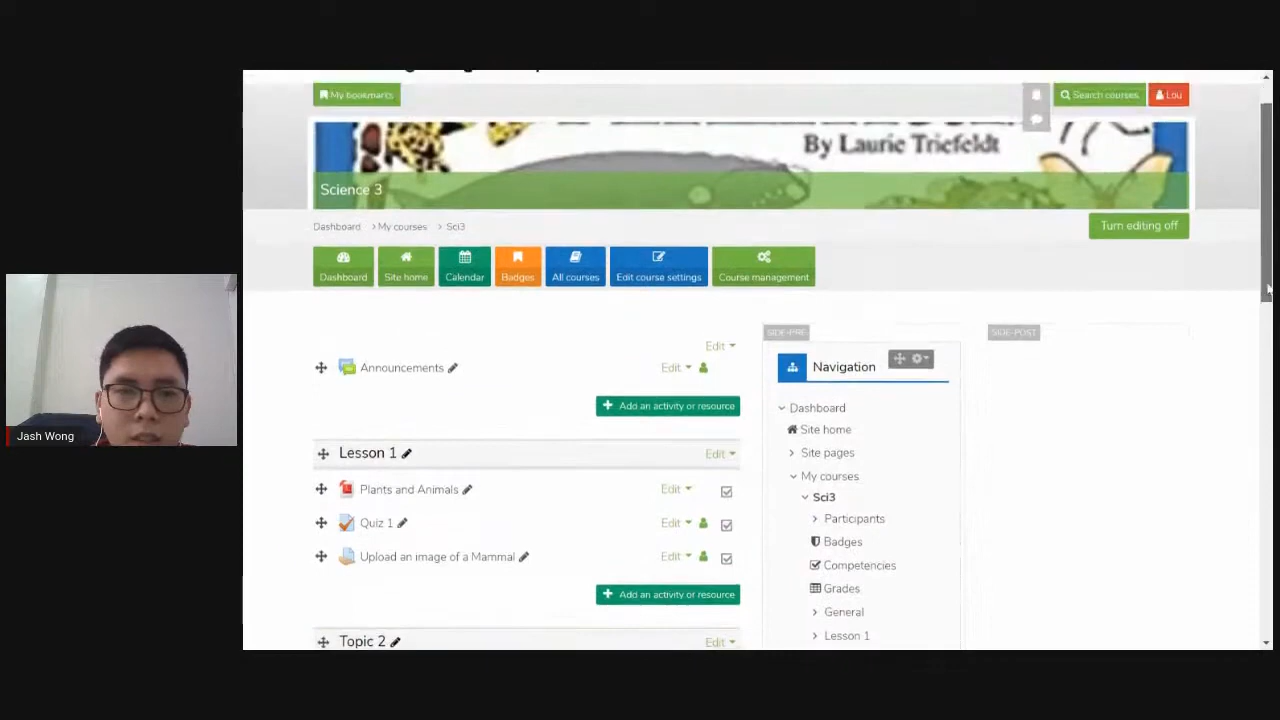 My bookmarks
Search courses
Lou
By Laurie Triefeldt
Science 3
Dashboard > My courses > Sci3
Turn editing off
Dashboard
Site home
Calendar
Badges
All courses
Edit course settings
Course management
SIDE-PRE
SIDE-POST
Edit
Announcements
Edit
+ Add an activity or resource
Lesson 1
Edit
Plants and Animals
Edit
Quiz 1
Edit
Upload an image of a Mammal
Edit
+ Add an activity or resource
Topic 2
Edit
Navigation
Dashboard
Site home
Site pages
My courses
Sci3
Participants
Badges
Competencies
Grades
General
Lesson 1
Jash Wong